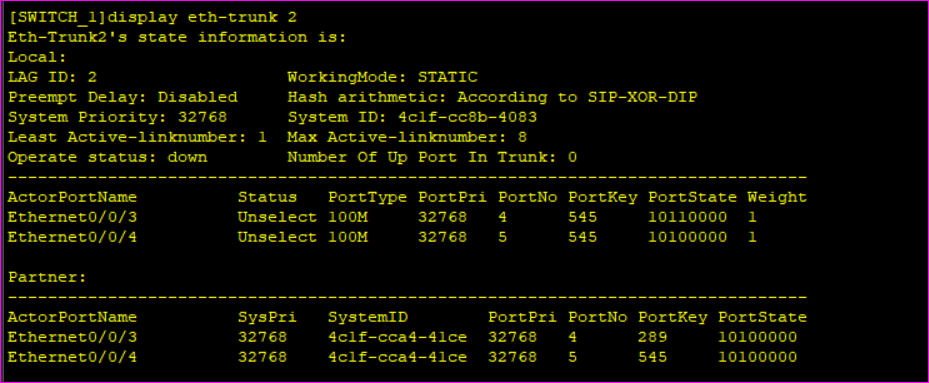 [SWITCH_1]display eth-trunk 2
Eth-Trunk2's state information is:
Local:
LAG ID: 2 WorkingMode: STATIC
Preempt Delay: Disabled Hash arithmetic: According to SIP-XOR-DIP
System Priority: 32768 System ID: 4c1f-cc8b-4083
Least Active-linknumber: 1 Max Active-linknumber: 8
Operate status: down Number Of Up Port In Trunk: 0
--------------------------------------------------------------------------------
ActorPortName Status PortType PortPri PortNo PortKey PortState Weight
Ethernet0/0/3 Unselect 100M 32768 4 545 10110000 1
Ethernet0/0/4 Unselect 100M 32768 5 545 10100000 1
Partner:
--------------------------------------------------------------------------------
ActorPortName SysPri SystemID PortPri PortNo PortKey PortState
Ethernet0/0/3 32768 4c1f-cca4-41ce 32768 4 289 10100000
Ethernet0/0/4 32768 4c1f-cca4-41ce 32768 5 545 10100000